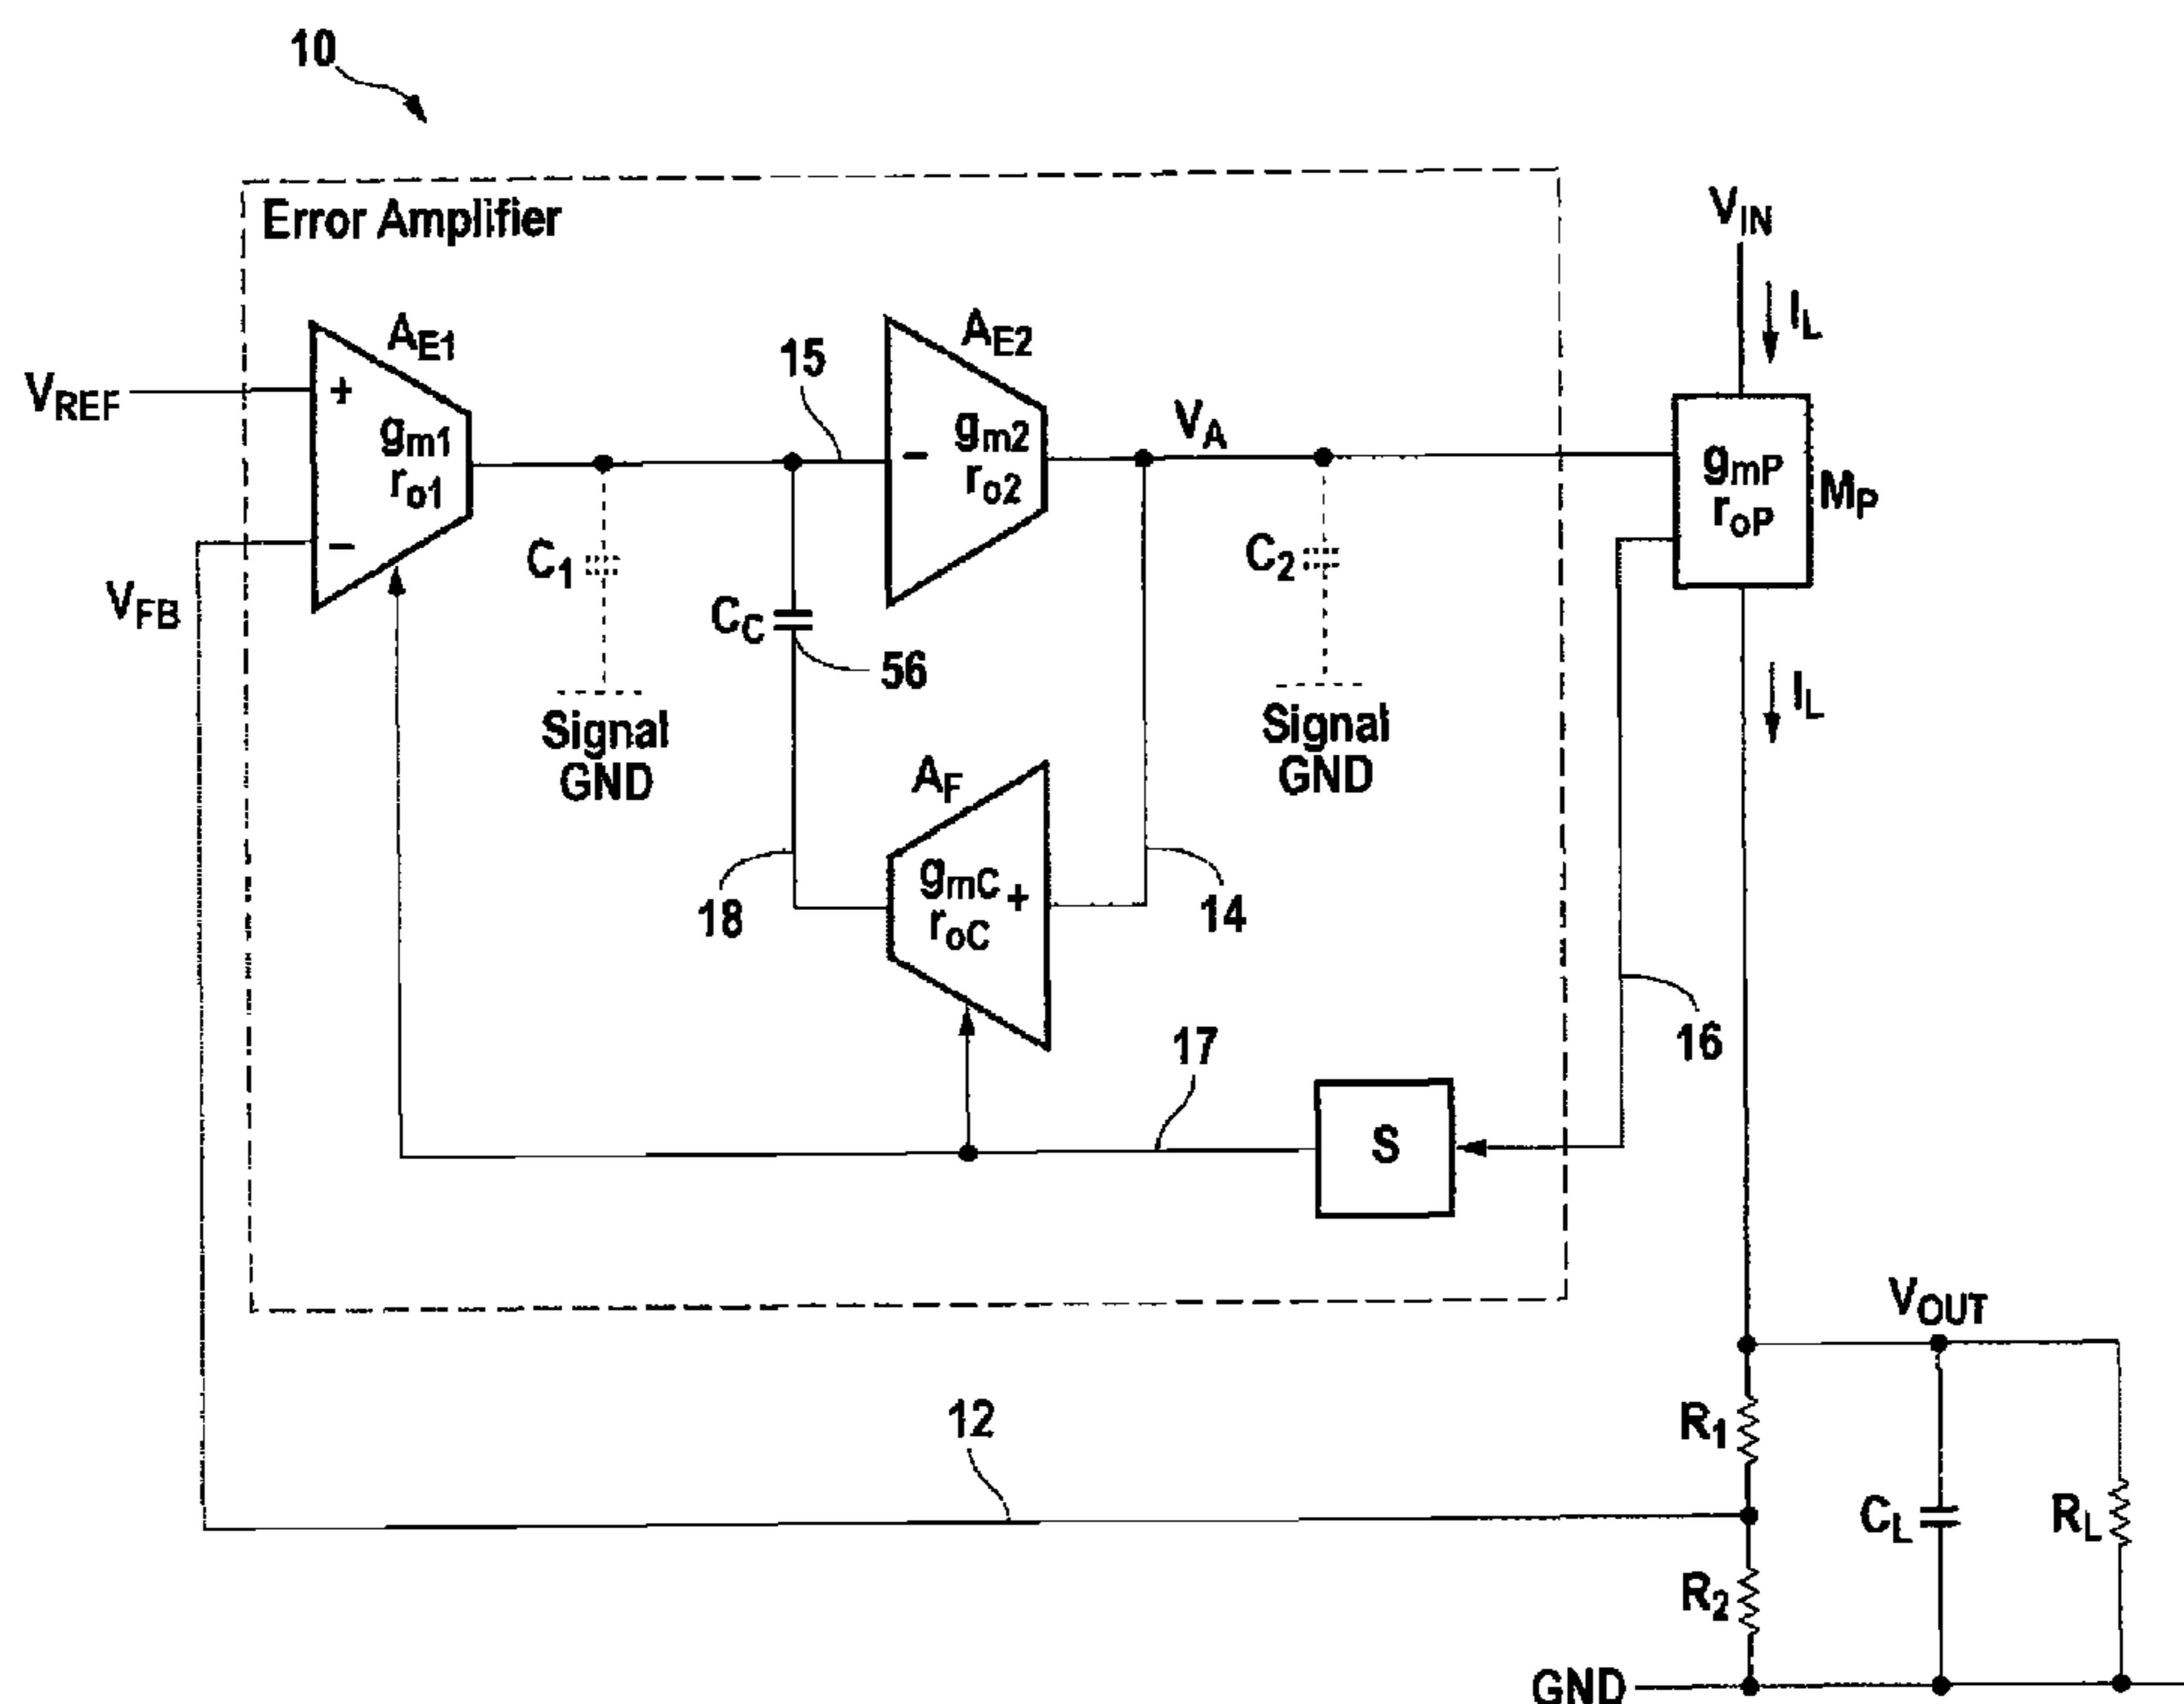 10
Error Amplifier
VIN
IL
AE1
AE2
15
VREF
+
gm1
ro1
−
gm2
ro2
VA
gmP
roP
MP
−
C1
C2
VFB
CC
56
IL
Signal
GND
Signal
GND
AF
gmC
roC
+
18
14
16
17
S
VOUT
12
R1
CL
RL
R2
GND